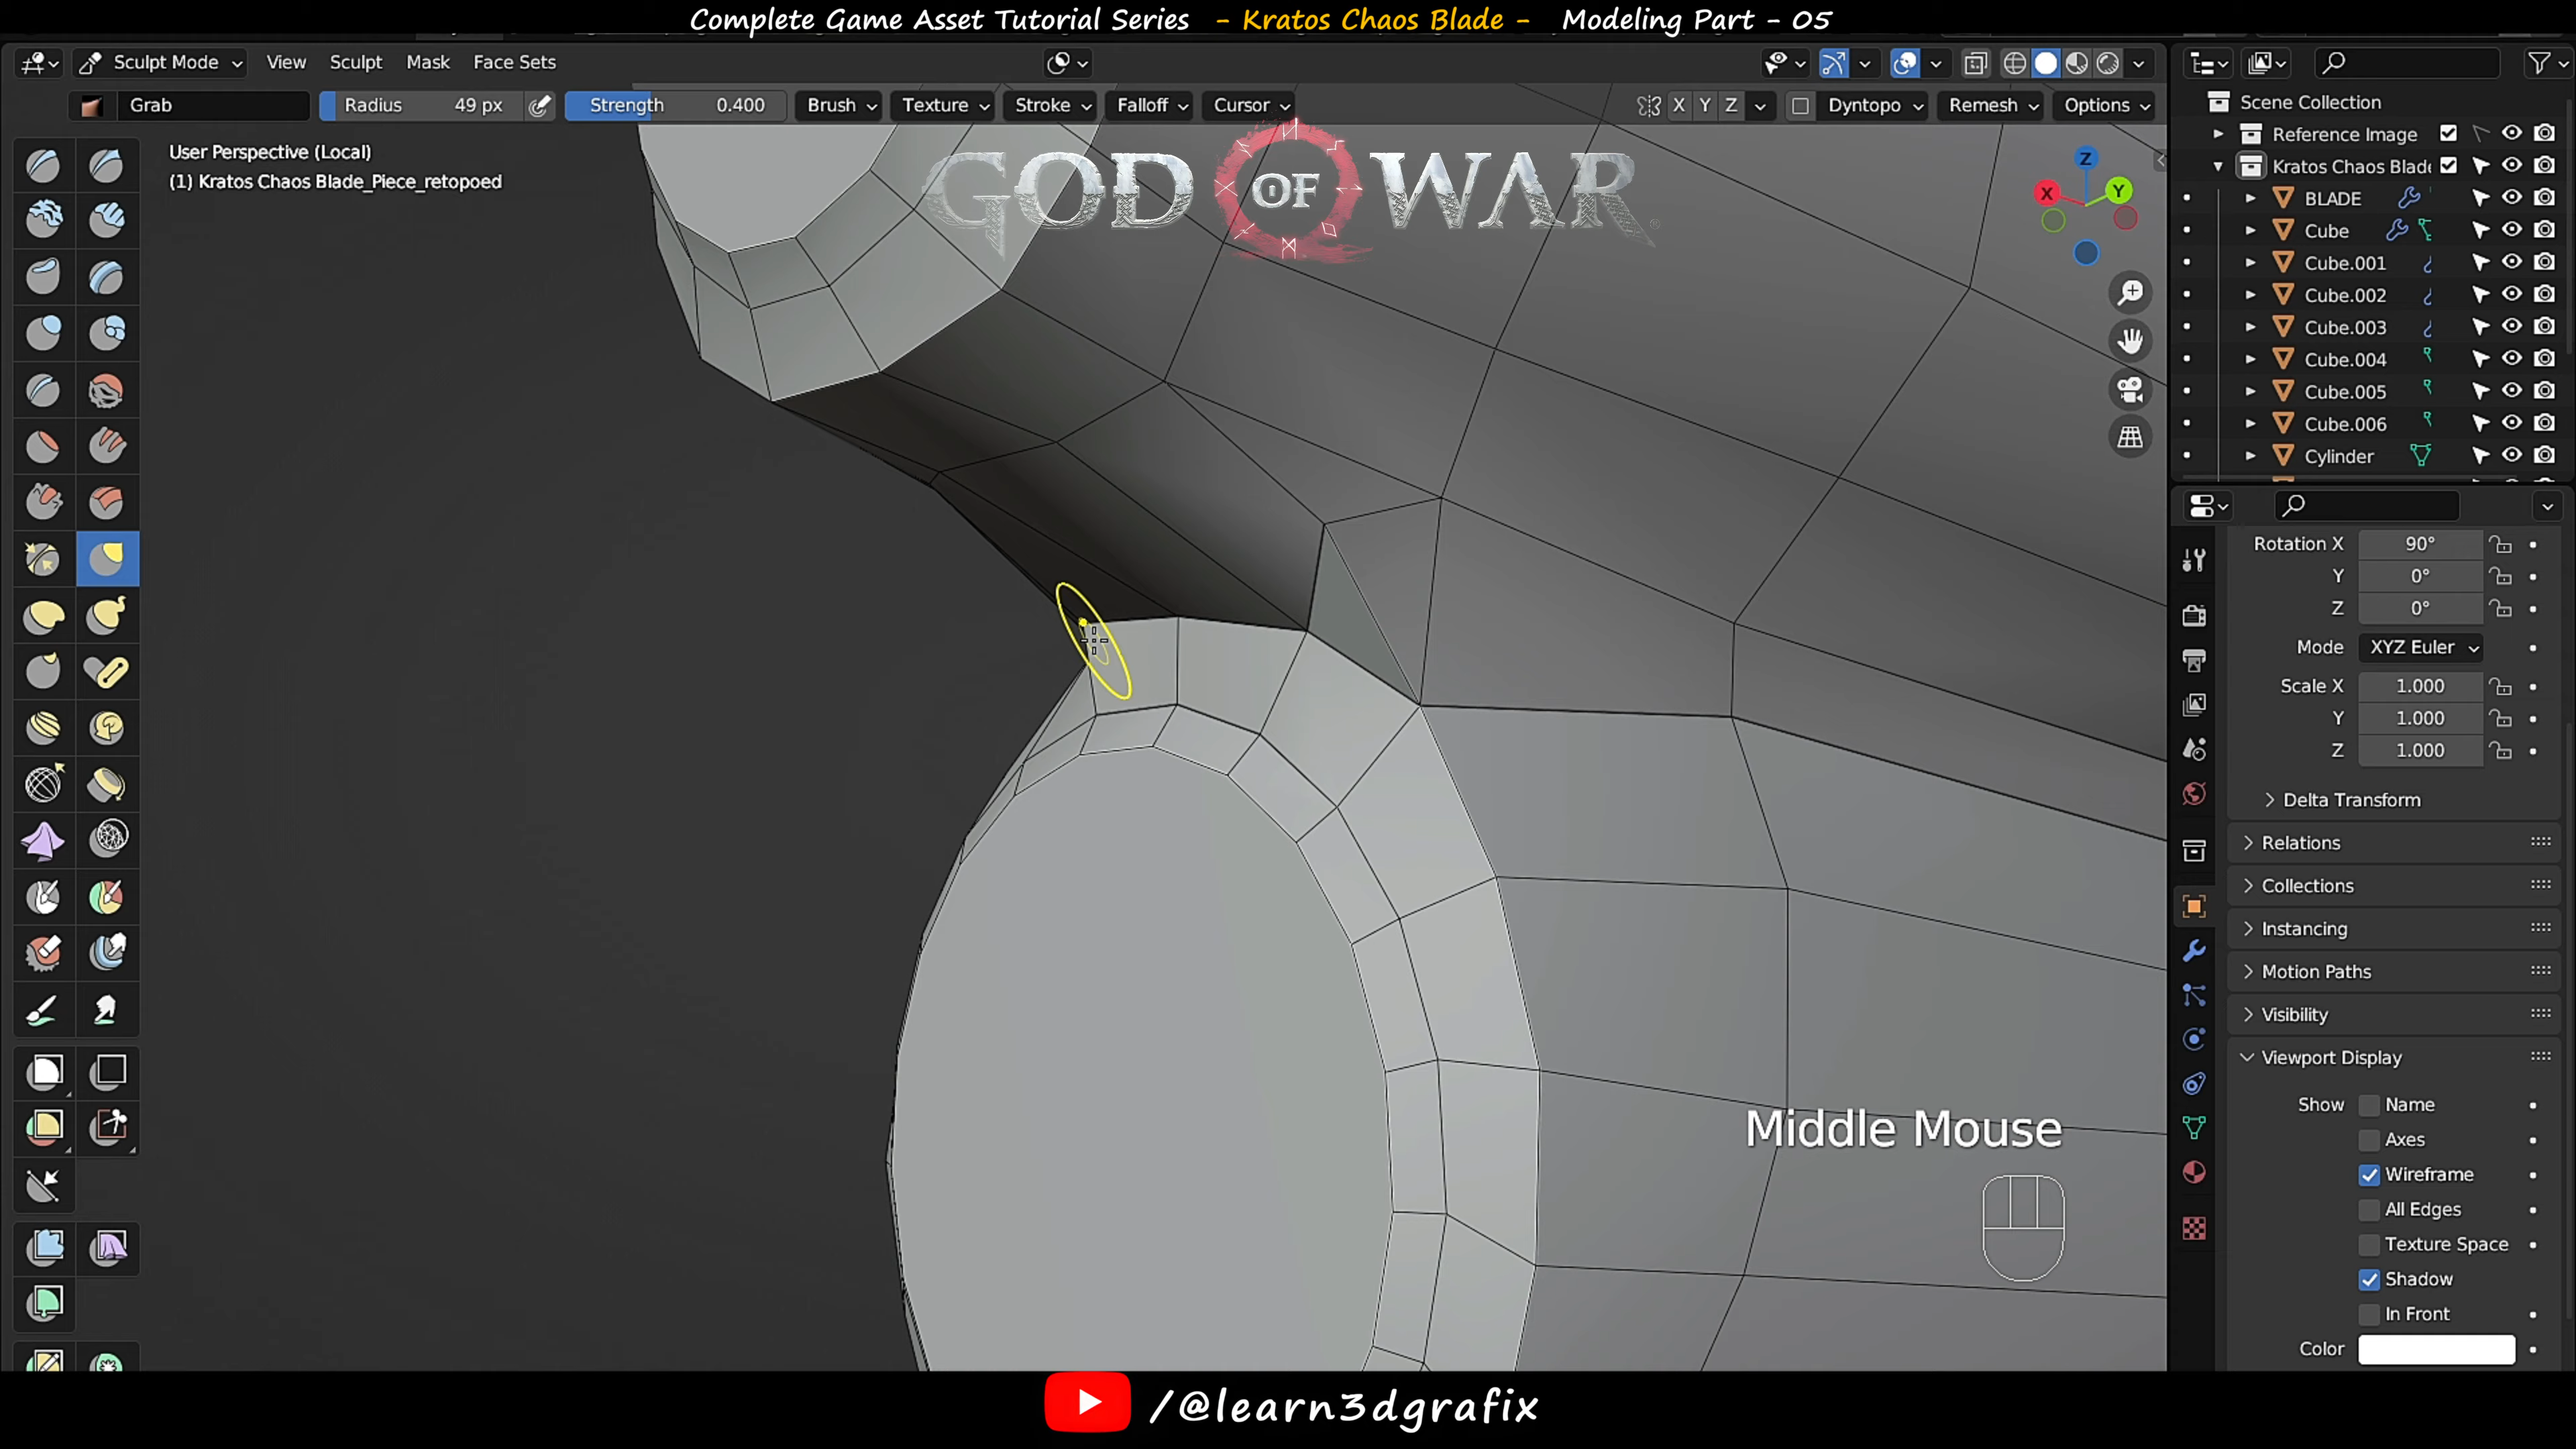 Complete Game Asset Tutorial Series - Kratos Chaos Blade - Modeling Part - 05
Sculpt Mode View Sculpt Mask Face Sets
Grab Radius 49 px Strength 0.400 Brush Texture Stroke Falloff Cursor X Y Z Dyntopo Remesh Options
User Perspective (Local)
(1) Kratos Chaos Blade_Piece_retopoed
GOD OF WAR
Z
X Y
Scene Collection
Reference Image
Kratos Chaos Blade
BLADE
Cube
Cube.001
Cube.002
Cube.003
Cube.004
Cube.005
Cube.006
Cylinder
Rotation X 90°
Y 0°
Z 0°
Mode XYZ Euler
Scale X 1.000
Y 1.000
Z 1.000
Delta Transform
Relations
Collections
Instancing
Motion Paths
Visibility
Viewport Display
Show Name
Axes
Wireframe
All Edges
Texture Space
Shadow
In Front
Color
Middle Mouse
/@learn3dgrafix